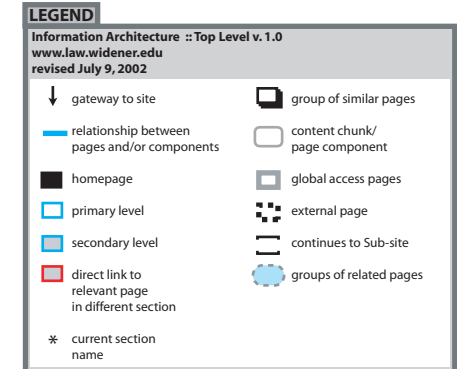 LEGEND
Information Architecture :: Top Level v. 1.0
www.law.widener.edu
revised July 9, 2002
gateway to site
relationship between
pages and/or components
homepage
primary level
secondary level
direct link to
relevant page
in different section
* current section
name
group of similar pages
content chunk/
page component
global access pages
external page
continues to Sub-site
groups of related pages